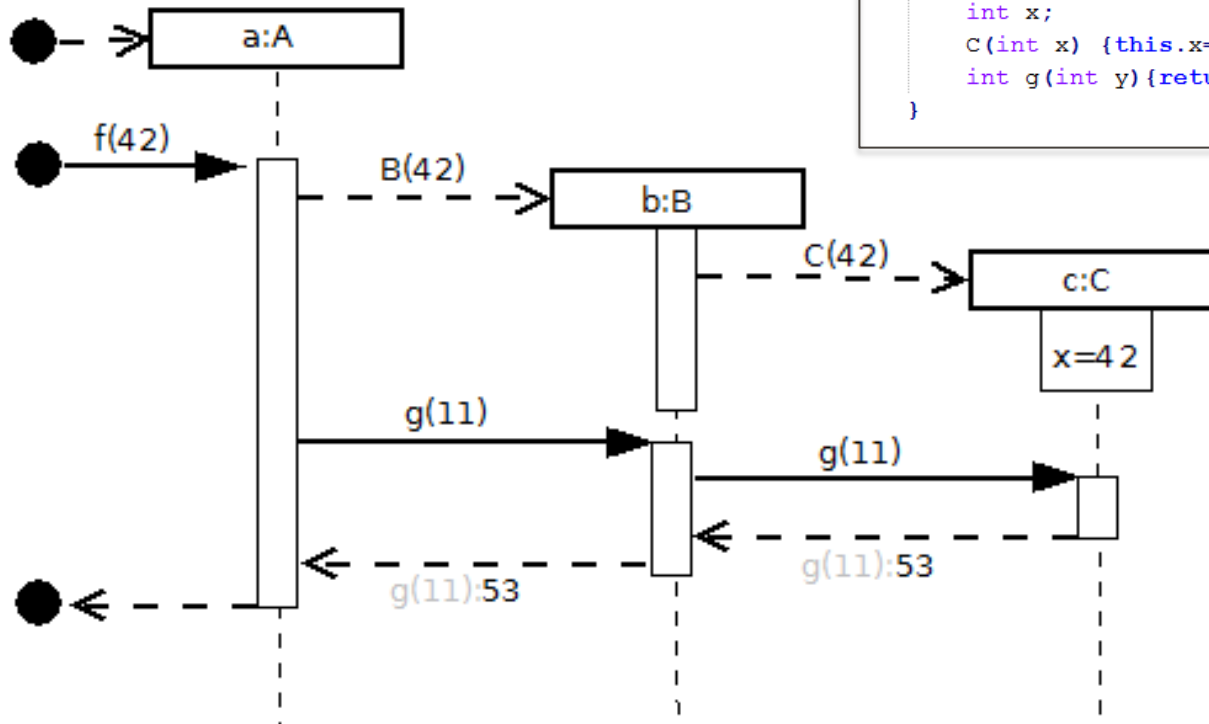 int x;
C(int x) {this.x=
int g(int y){retu
}
a:A
f(42)
B(42)
b:B
C(42)
c:C
x=42
g(11)
g(11)
g(11):53
g(11):53